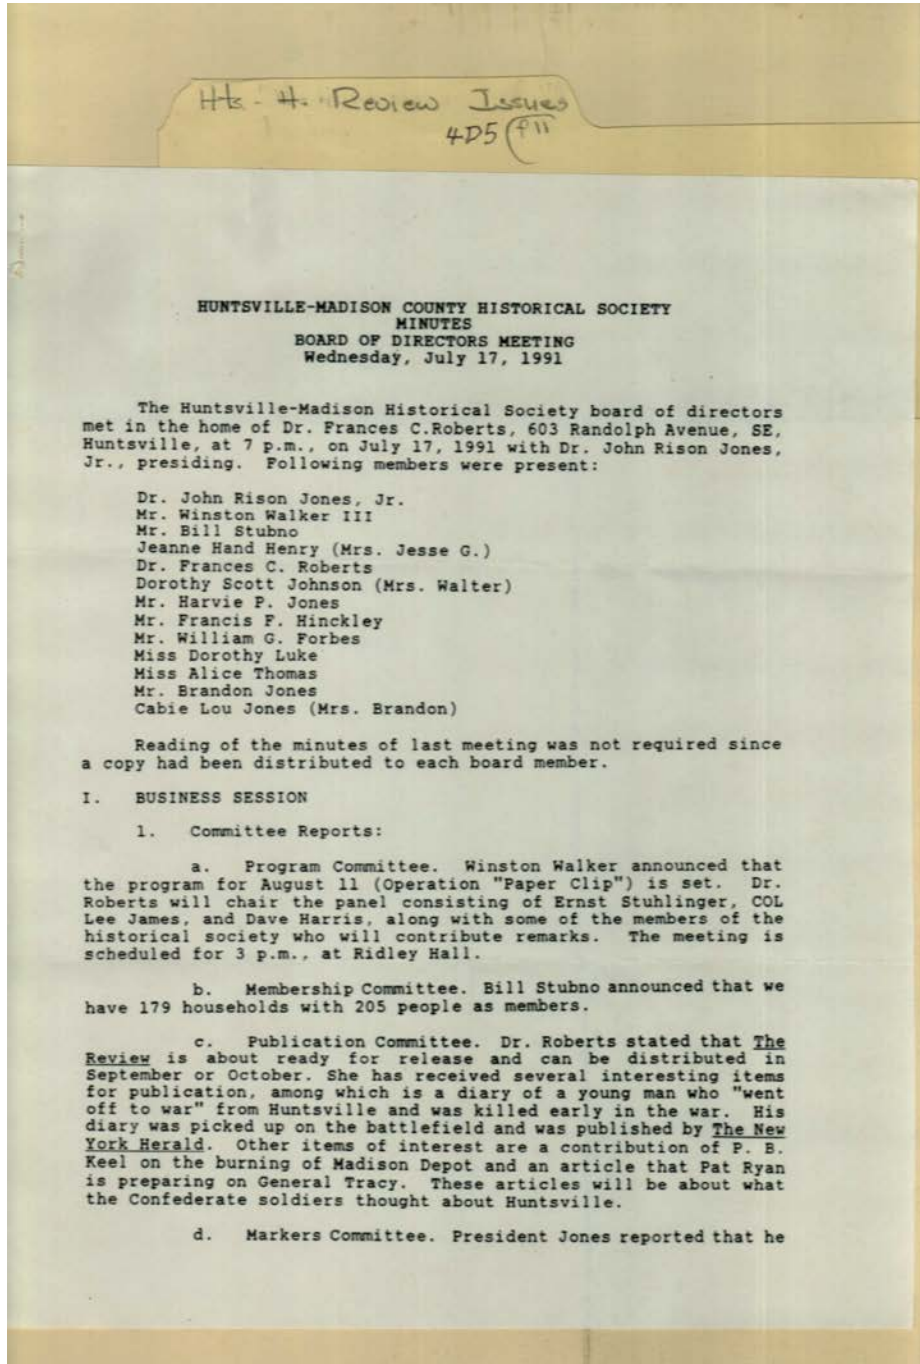 Hts - H. Review Issues
4D5 (f11
HUNTSVILLE-MADISON COUNTY HISTORICAL SOCIETY
MINUTES
BOARD OF DIRECTORS MEETING
Wednesday, July 17, 1991
The Huntsville-Madison Historical Society board of directors
met in the home of Dr. Frances C.Roberts, 603 Randolph Avenue, SE,
Huntsville, at 7 p.m., on July 17, 1991 with Dr. John Rison Jones,
Jr., presiding. Following members were present:
Dr. John Rison Jones, Jr.
Mr. Winston Walker III
Mr. Bill Stubno
Jeanne Hand Henry (Mrs. Jesse G.)
Dr. Frances C. Roberts
Dorothy Scott Johnson (Mrs. Walter)
Mr. Harvie P. Jones
Mr. Francis F. Hinckley
Mr. William G. Forbes
Miss Dorothy Luke
Miss Alice Thomas
Mr. Brandon Jones
Cabie Lou Jones (Mrs. Brandon)
Reading of the minutes of last meeting was not required since
a copy had been distributed to each board member.
I. BUSINESS SESSION
1. Committee Reports:
a. Program Committee. Winston Walker announced that
the program for August 11 (Operation "Paper Clip") is set. Dr.
Roberts will chair the panel consisting of Ernst Stuhlinger, COL
Lee James, and Dave Harris, along with some of the members of the
historical society who will contribute remarks. The meeting is
scheduled for 3 p.m., at Ridley Hall.
b. Membership Committee. Bill Stubno announced that we
have 179 households with 205 people as members.
c. Publication Committee. Dr. Roberts stated that The
Review is about ready for release and can be distributed in
September or October. She has received several interesting items
for publication, among which is a diary of a young man who "went
off to war" from Huntsville and was killed early in the war. His
diary was picked up on the battlefield and was published by The New
York Herald. Other items of interest are a contribution of P. B.
Keel on the burning of Madison Depot and an article that Pat Ryan
is preparing on General Tracy. These articles will be about what
the Confederate soldiers thought about Huntsville.
d. Markers Committee. President Jones reported that he